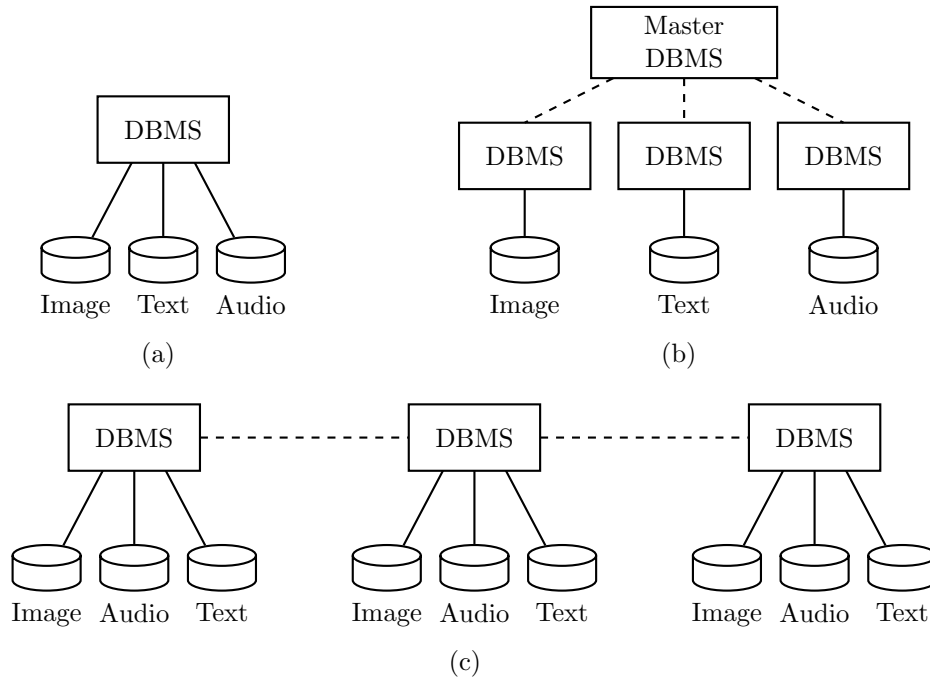 Master
DBMS
DBMS
DBMS
DBMS
DBMS
Image
Text
Audio
(a)
Image
Text
Audio
(b)
DBMS
DBMS
DBMS
Image
Audio
Text
Image
Audio
Text
Image
Audio
Text
(c)